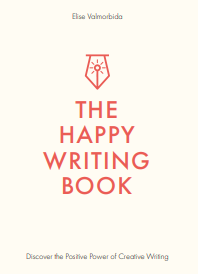 Elise Valmorbida
THE
HAPPY
WRITING
BOOK
Discover the Positive Power of Creative Writing